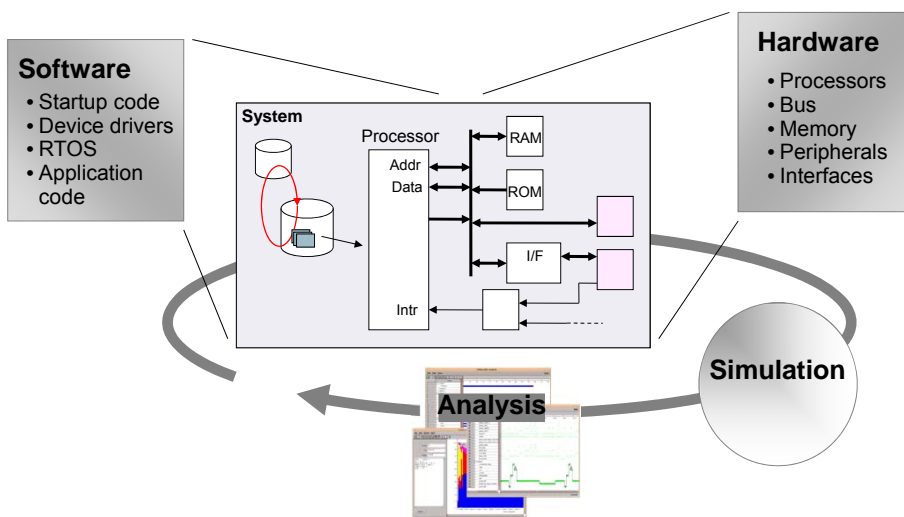 Software
• Startup code
• Device drivers
• RTOS
• Application
code
Hardware
• Processors
• Bus
• Memory
• Peripherals
• Interfaces
System
Processor
Addr
Data
Intr
RAM
ROM
I/F
Simulation
Analysis